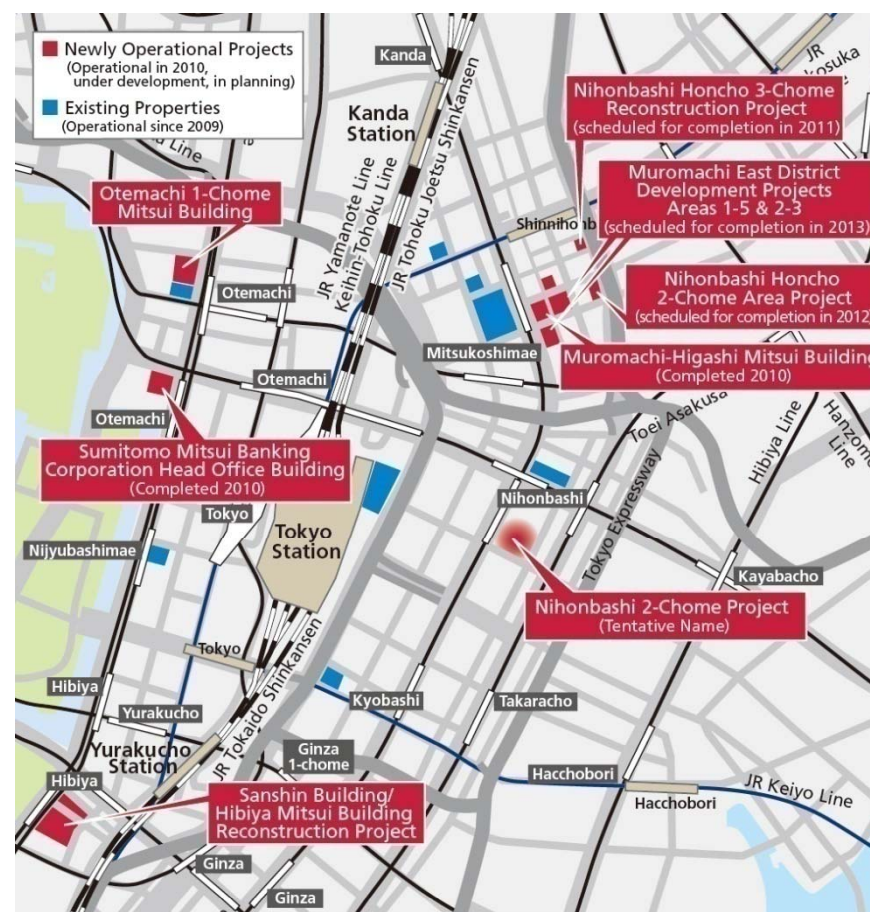 Newly Operational Projects
(Operational in 2010,
under development, in planning)
Existing Properties
(Operational since 2009)
Line
Kanda
Kanda
Station
JR Yamanote Line
Keihin-Tohoku Line
JR Tohoku Joetsu Shinkansen
JR
Nihonbashi Honcho 3-Chome
Reconstruction Project
(scheduled for completion in 2011)
Muromachi East District
Development Projects
Areas 1-5 & 2-3
(scheduled for completion in 2013)
Nihonbashi Honcho
2-Chome Area Project
(scheduled for completion in 2012)
Muromachi-Higashi Mitsui Building
(Completed 2010)
Otemachi 1-Chome
Mitsui Building
Otemachi
Mitsukoshimae
Otemachi
Otemachi
Toei Asakusa
Hibiya Line
Hanzomon
Line
Sumitomo Mitsui Banking
Corporation Head Office Building
(Completed 2010)
Tokyo
Tokyo
Station
Nihonbashi
Tokyo Expressway
Nijyubashimae
Kayabacho
Nihonbashi 2-Chome Project
(Tentative Name)
Tokyo
JR Tokaido Shinkansen
Hibiya
Kyobashi
Takaracho
Yurakucho
Yurakucho
Station
Ginza
1-chome
Hacchobori
JR Keiyo Line
Hacchobori
Hibiya
Sanshin Building/
Hibiya Mitsui Building
Reconstruction Project
Ginza
Ginza